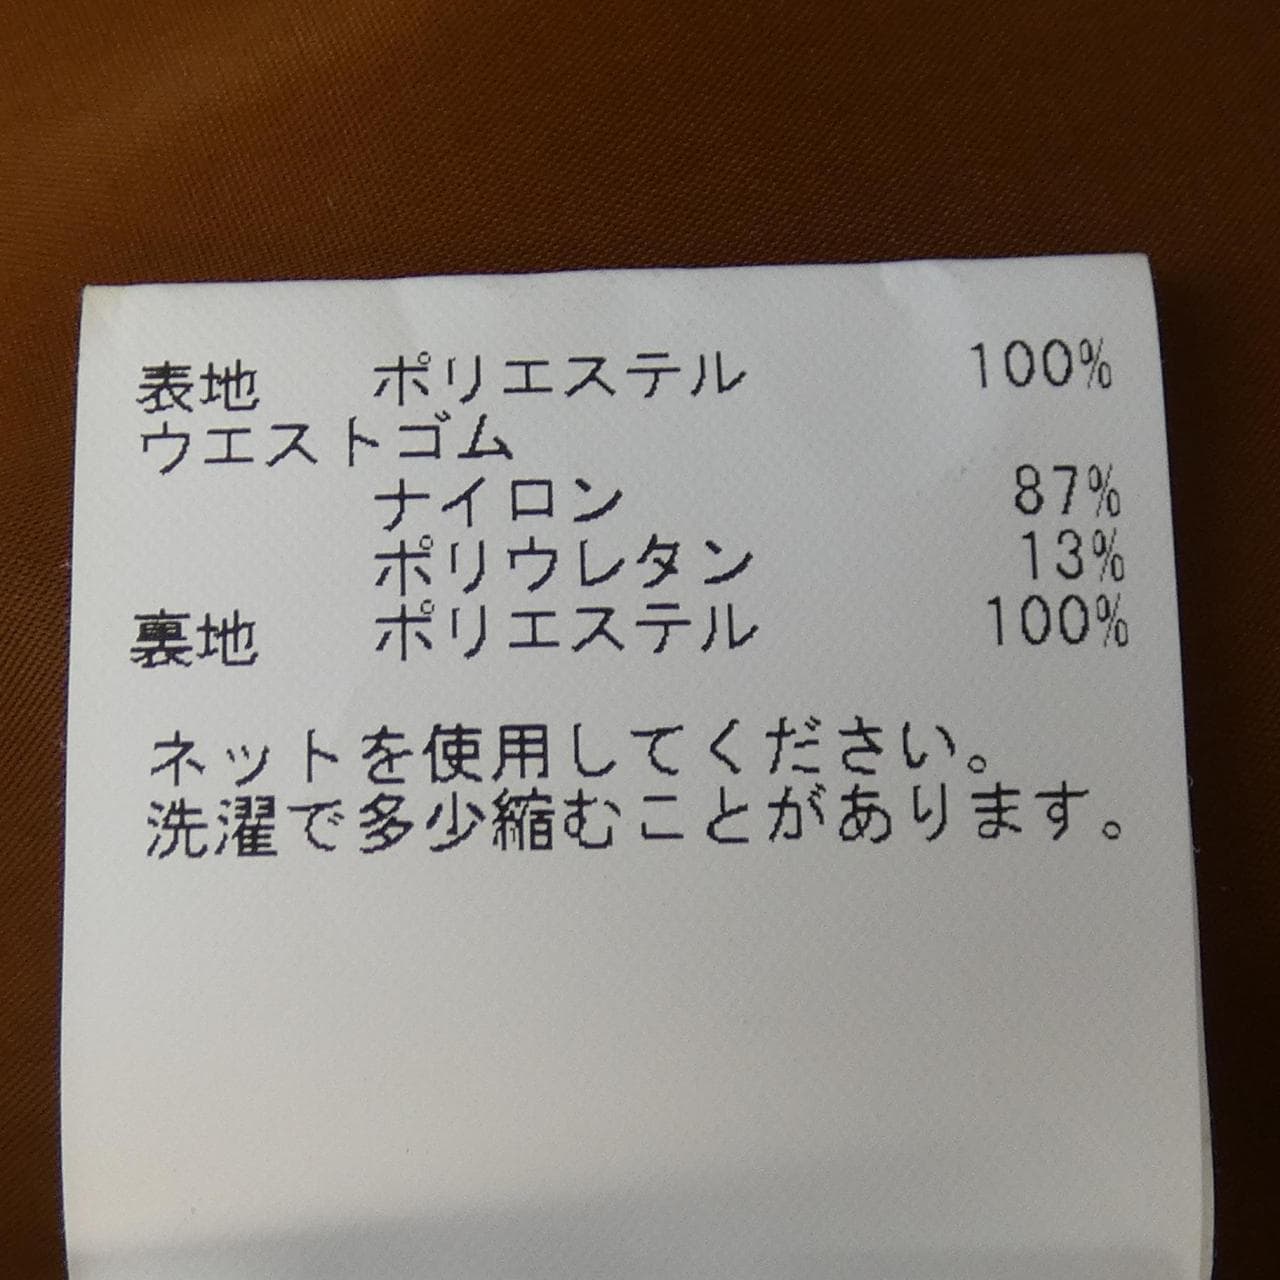 表地 ポリエステル 100%
ウエストゴム
ナイロン 87%
ポリウレタン 13%
裏地 ポリエステル 100%
ネットを使用してください。
洗濯で多少縮むことがあります。